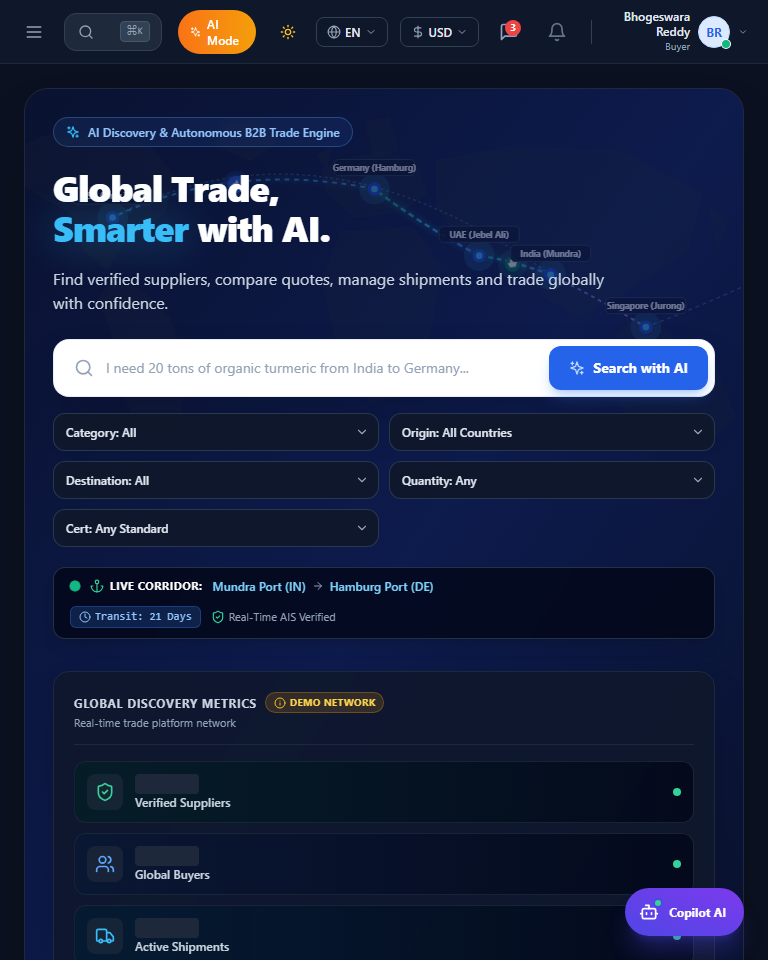 ⌘K
AI
Mode
EN
$ USD
3
Bhogeswara
Reddy
Buyer
BR
AI Discovery & Autonomous B2B Trade Engine
Germany (Hamburg)
Global Trade,
Smarter with AI.
UAE (Jebel Ali)
India (Mundra)
Find verified suppliers, compare quotes, manage shipments and trade globally
with confidence.
Singapore (Jurong)
I need 20 tons of organic turmeric from India to Germany...
Search with AI
Category: All
Origin: All Countries
Destination: All
Quantity: Any
Cert: Any Standard
LIVE CORRIDOR: Mundra Port (IN) → Hamburg Port (DE)
Transit: 21 Days
Real-Time AIS Verified
GLOBAL DISCOVERY METRICS
DEMO NETWORK
Real-time trade platform network
Verified Suppliers
Global Buyers
Active Shipments
Copilot AI